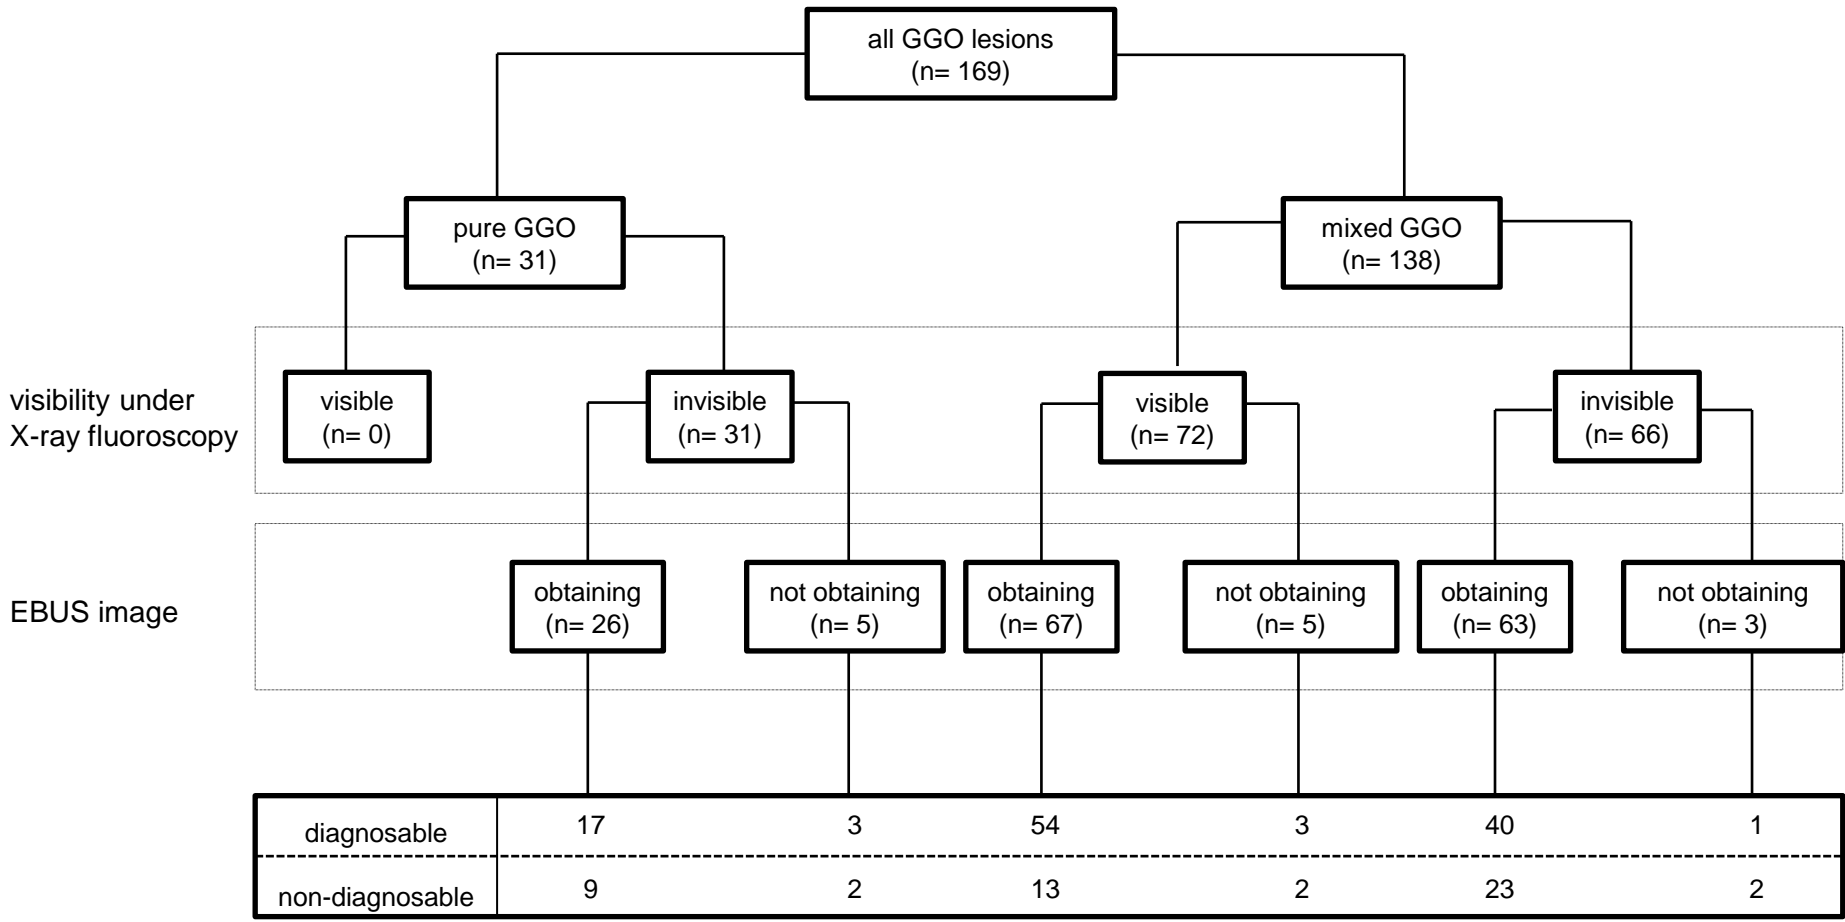 all GGO lesions
(n= 169)
pure GGO
(n= 31)
mixed GGO
(n= 138)
visibility under
X-ray fluoroscopy
visible
(n= 0)
invisible
(n= 31)
visible
(n= 72)
invisible
(n= 66)
EBUS image
obtaining
(n= 26)
not obtaining
(n= 5)
obtaining
(n= 67)
not obtaining
(n= 5)
obtaining
(n= 63)
not obtaining
(n= 3)
diagnosable 17 3 54 3 40 1
non-diagnosable 9 2 13 2 23 2